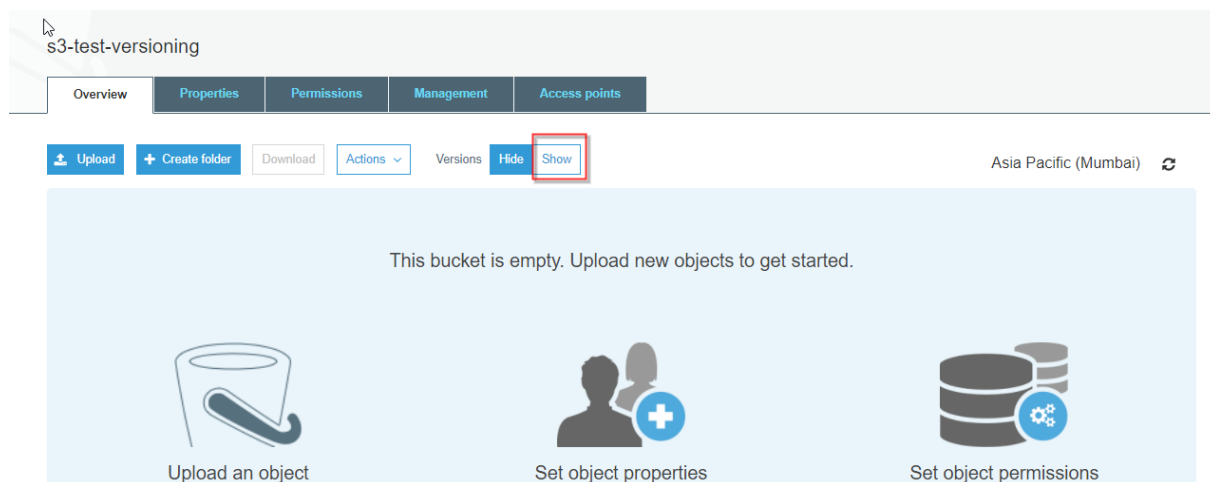 s3-test-versioning
Overview Properties Permissions Management Access points
Upload Create folder Download Actions Versions Hide Show Asia Pacific (Mumbai)
This bucket is empty. Upload new objects to get started.
Upload an object Set object properties Set object permissions